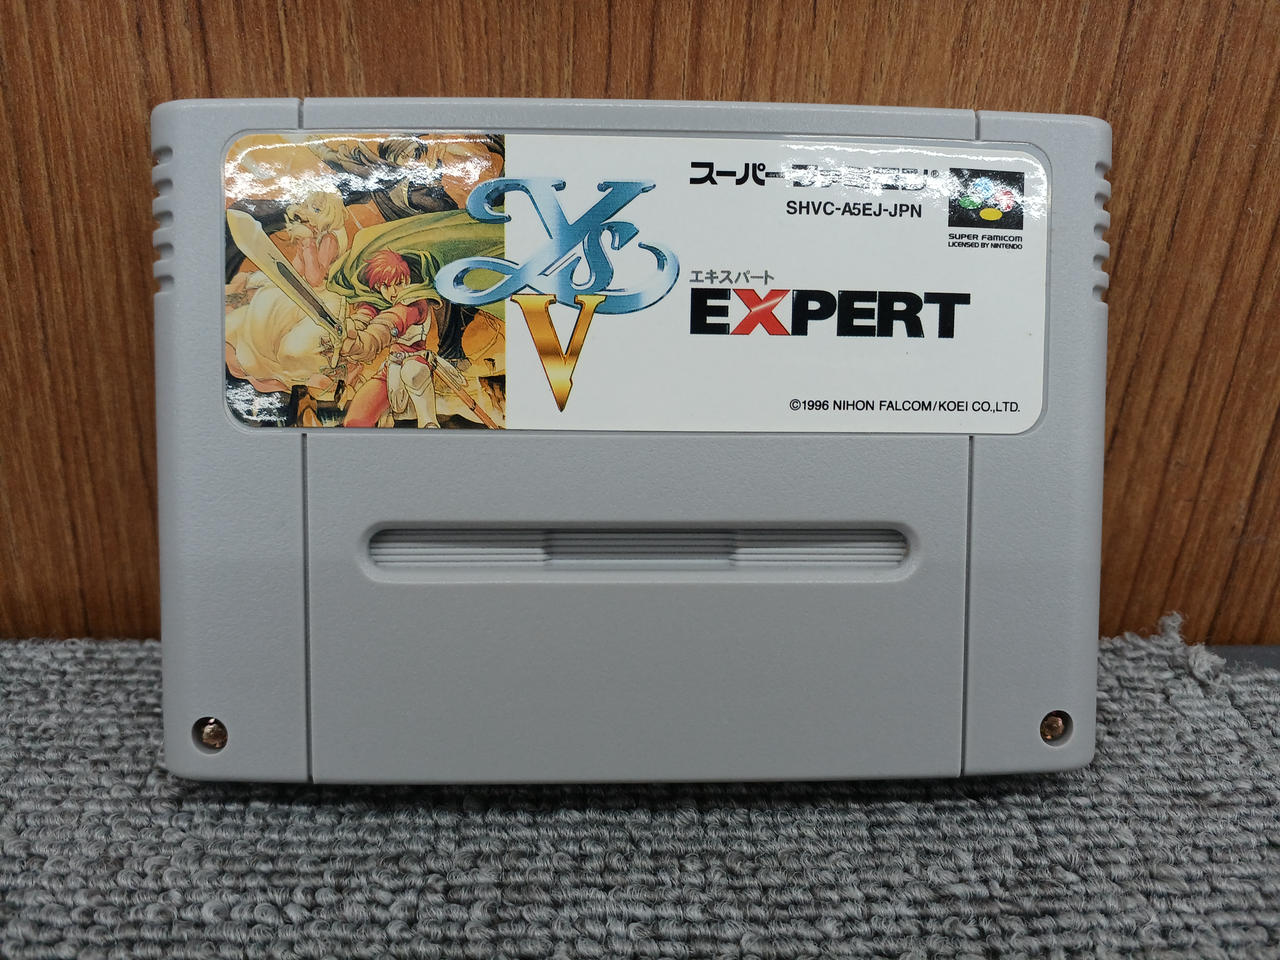 スーパーファミコン®
SHVC-A5EJ-JPN
SUPER FAMICOM
LICENSED BY NINTENDO
Ys
V
エキスパート
EXPERT
©1996 NIHON FALCOM/KOEI CO.,LTD.